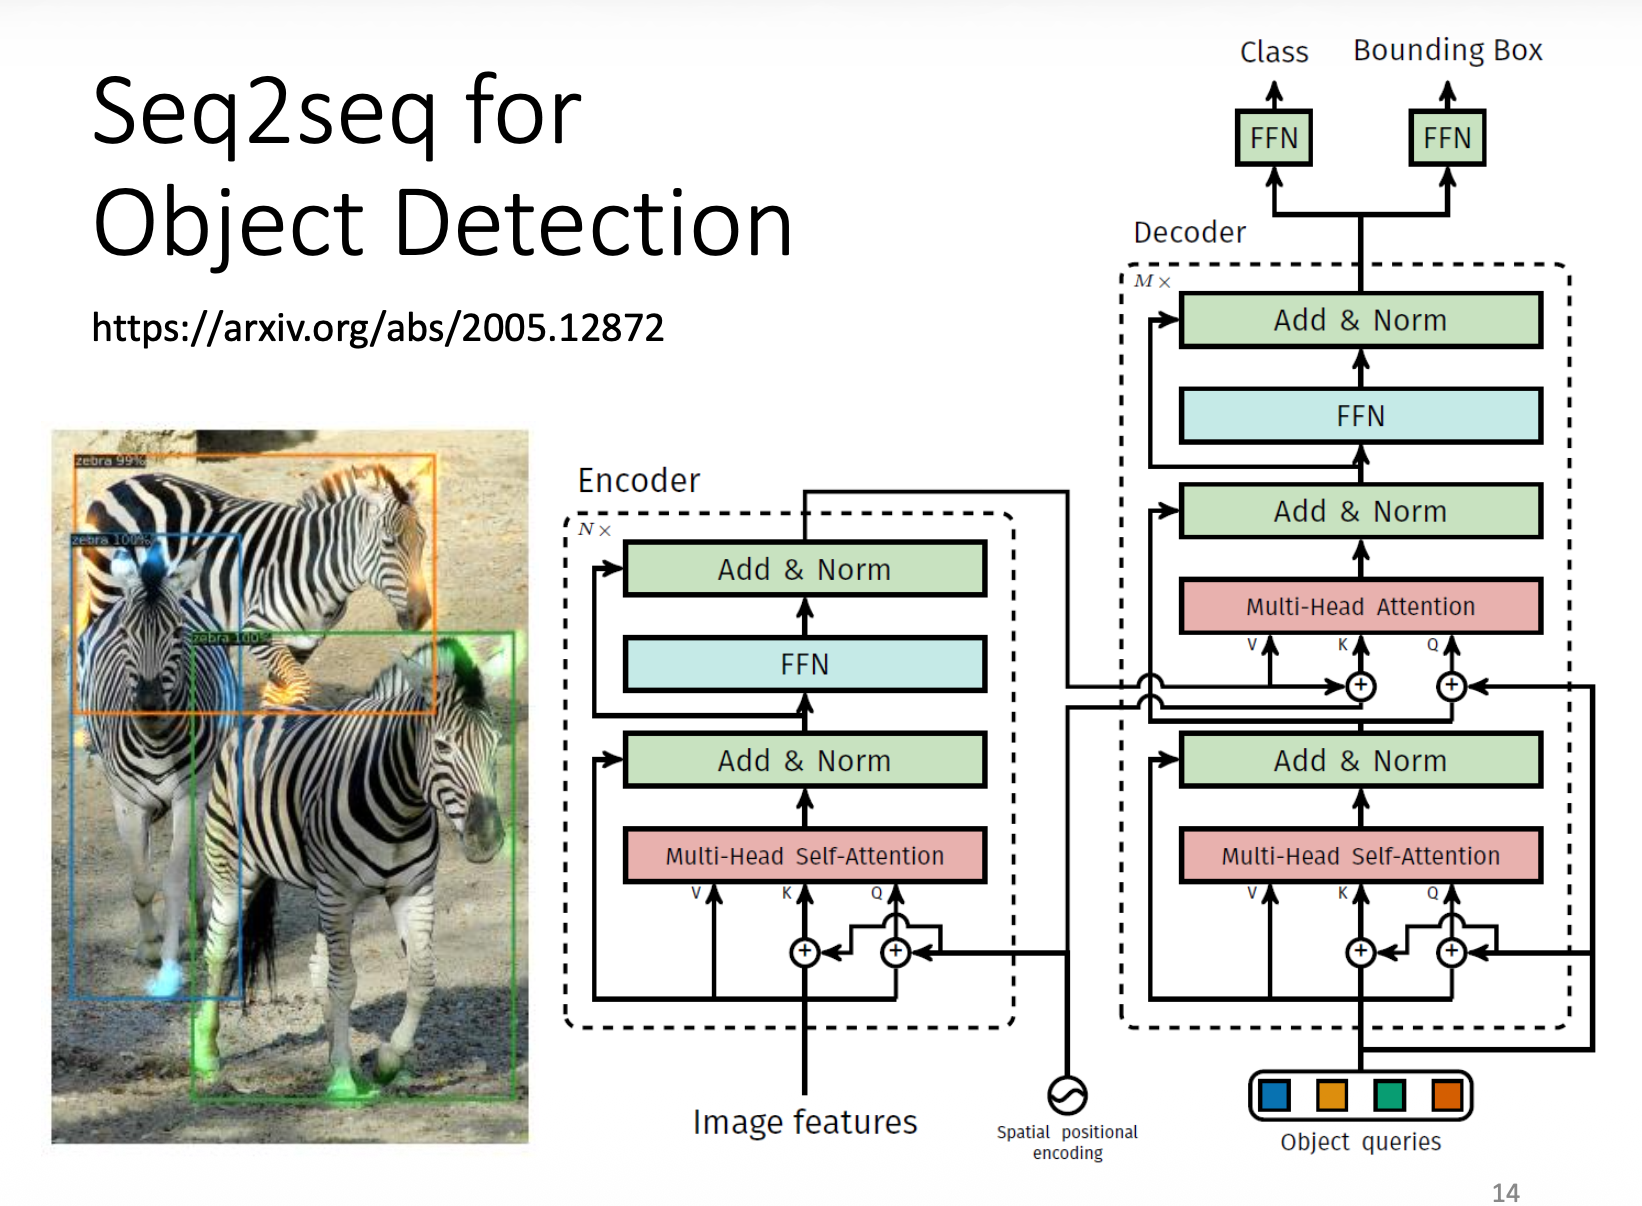 Seq2seq for
Object Detection
https://arxiv.org/abs/2005.12872
zebra 99%
zebra 100%
zebra 100%
Encoder
N×
Add & Norm
FFN
Add & Norm
Multi-Head Self-Attention
V K Q
Image features
Spatial positional
encoding
Class Bounding Box
FFN FFN
Decoder
M×
Add & Norm
FFN
Add & Norm
Multi-Head Attention
V K Q
+ +
Add & Norm
Multi-Head Self-Attention
V K Q
+ +
+ +
Object queries
14